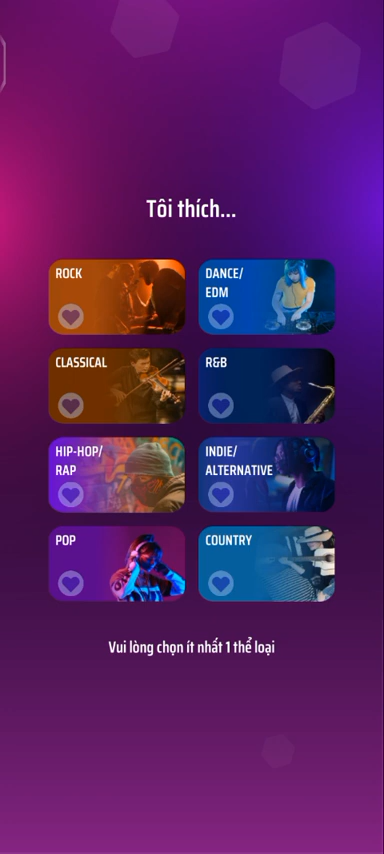 Tôi thích...
ROCK
DANCE/
EDM
CLASSICAL
R&B
HIP-HOP/
RAP
INDIE/
ALTERNATIVE
POP
COUNTRY
Vui lòng chọn ít nhất 1 thể loại